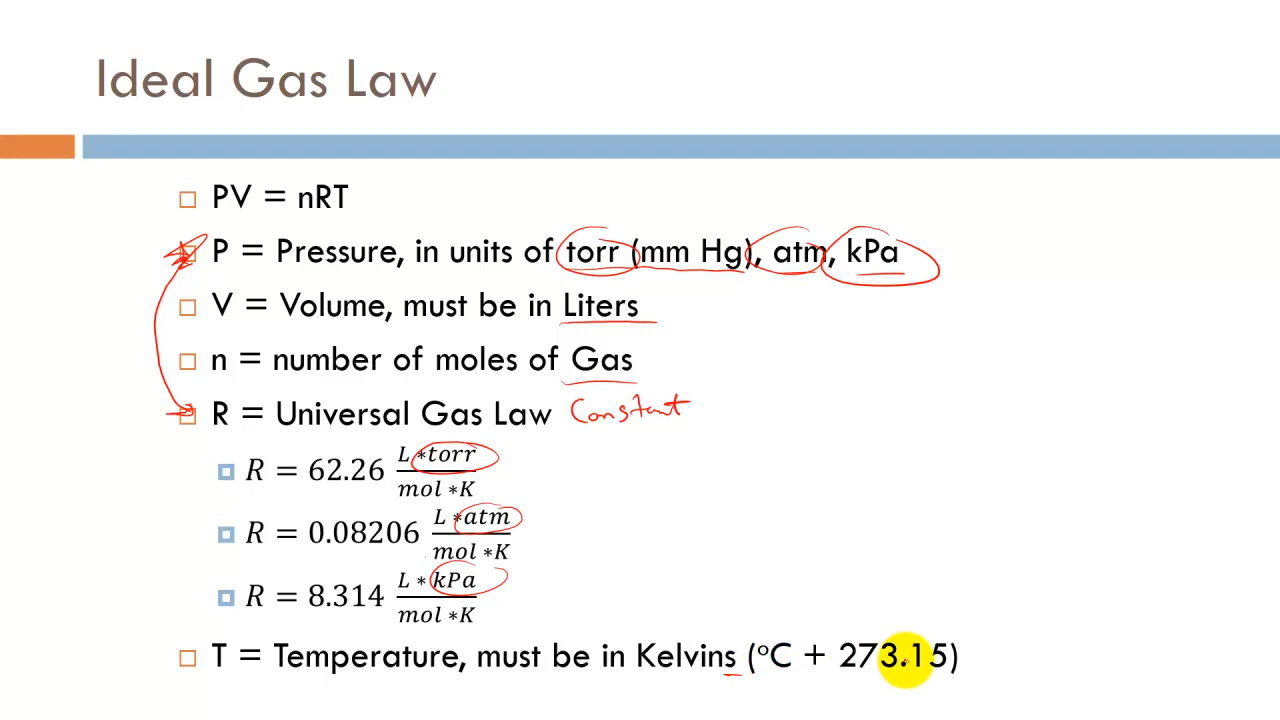 Ideal Gas Law
PV = nRT
P = Pressure, in units of torr (mm Hg), atm, kPa
V = Volume, must be in Liters
n = number of moles of Gas
R = Universal Gas Law Constant
R = 62.26 L *torr / mol *K
R = 0.08206 L *atm / mol *K
R = 8.314 L * kPa / mol *K
T = Temperature, must be in Kelvins (°C + 273.15)